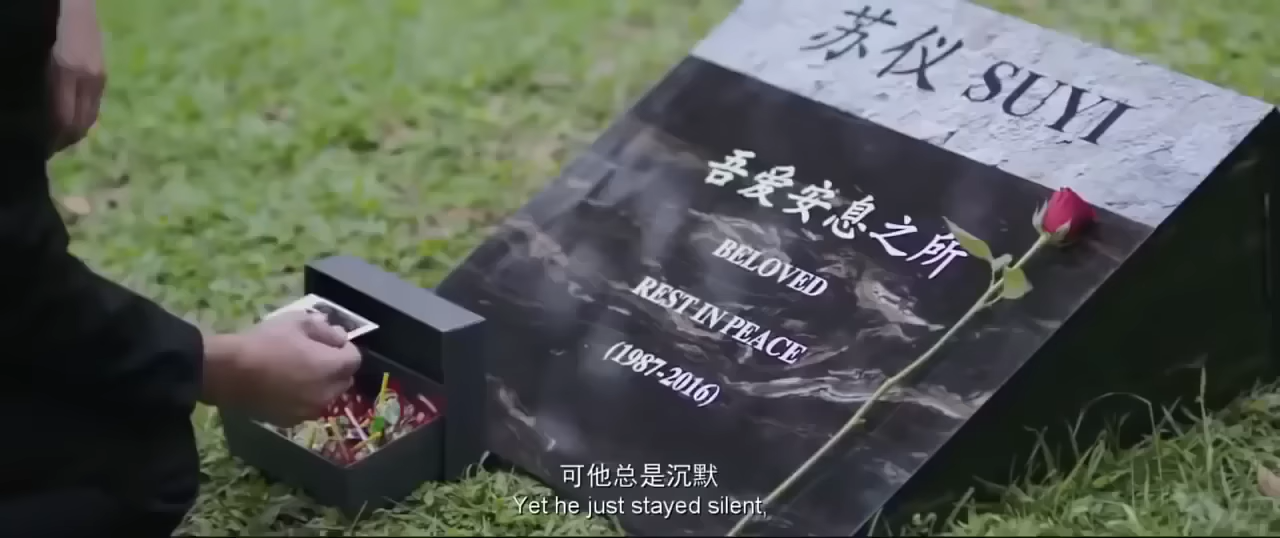 苏仪 SUYI
吾爱安息之所
BELOVED
REST IN PEACE
(1987-2016)
可他总是沉默
Yet he just stayed silent,